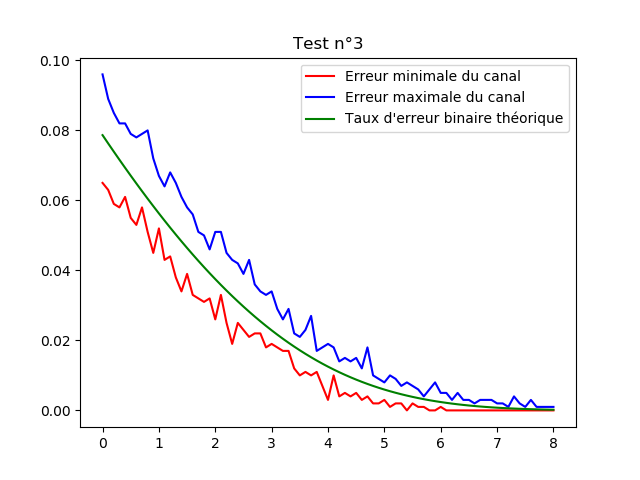 Test n°3
Erreur minimale du canal
Erreur maximale du canal
Taux d'erreur binaire théorique
0.10
0.08
0.06
0.04
0.02
0.00
0 1 2 3 4 5 6 7 8